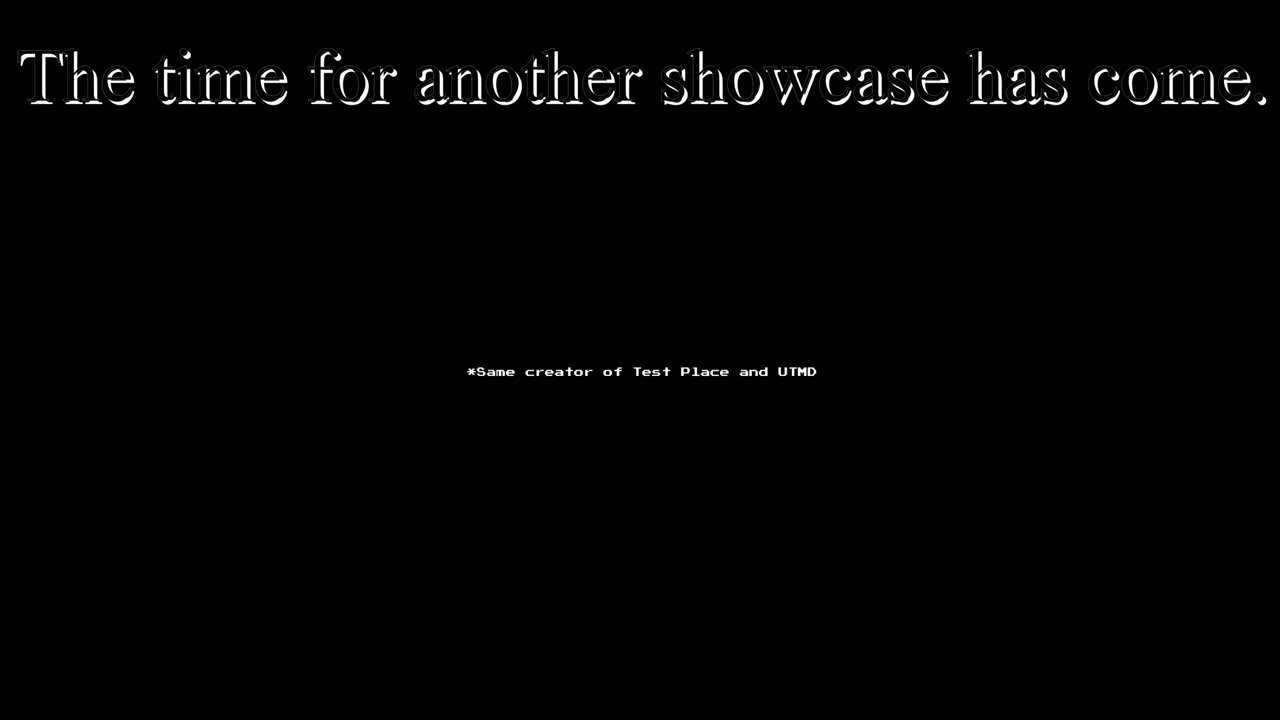 The time for another showcase has come.
*Same creator of Test Place and UTMD